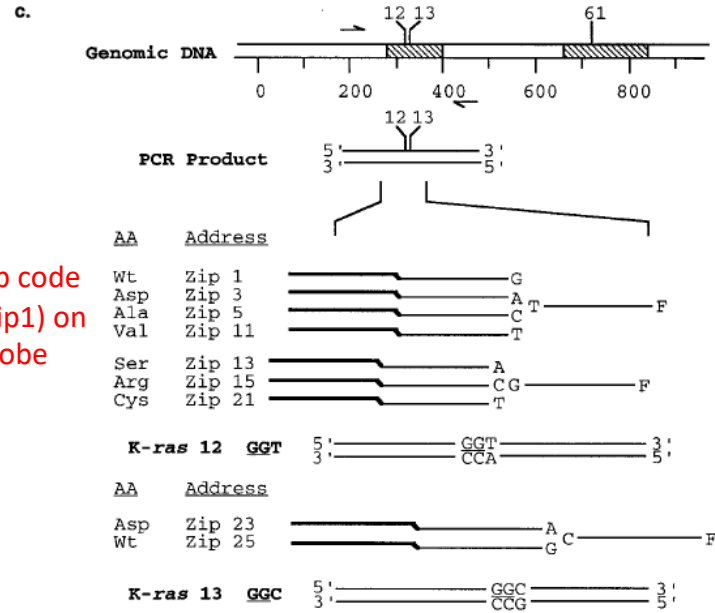 c.
12 13
61
Genomic DNA
0 200 400 600 800
12 13
PCR Product
5' 3'
3' 5'
AA Address
Wt Zip 1 G
Asp Zip 3 A
Ala Zip 5 C
Val Zip 11 T
T F
Ser Zip 13 A
Arg Zip 15 CG F
Cys Zip 21 T
code
ip1) on
obe
K-ras 12 GGT 5' GGT 3'
3' CCA 5'
AA Address
Asp Zip 23 A
Wt Zip 25 G
C F
K-ras 13 GGC 5' GGC 3'
3' CCG 5'